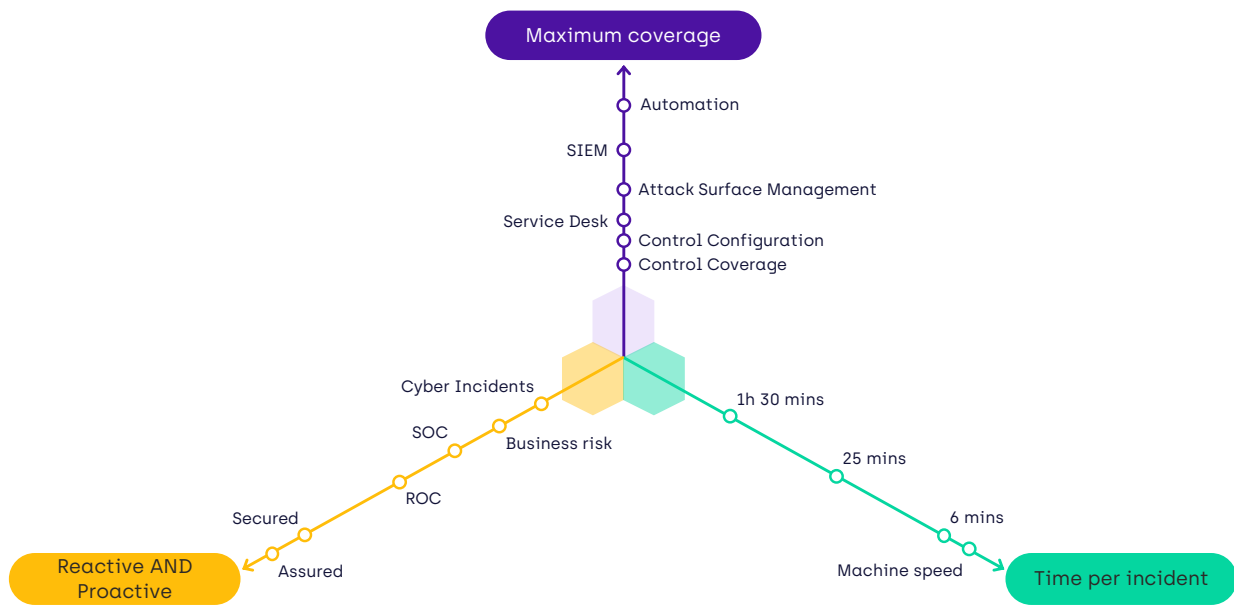 Maximum coverage
Automation
SIEM
Attack Surface Management
Service Desk
Control Configuration
Control Coverage
Cyber Incidents
1h 30 mins
SOC
Business risk
25 mins
ROC
Secured
6 mins
Assured
Machine speed
Reactive AND
Proactive
Time per incident